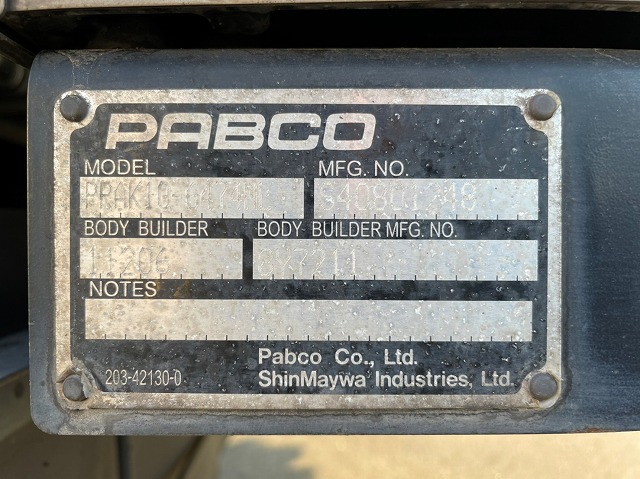 PABCO
MODEL MFG. NO.
BODY BUILDER BODY BUILDER MFG. NO.
11206
NOTES
203-42130-0
Pabco Co., Ltd.
ShinMaywa Industries, Ltd.